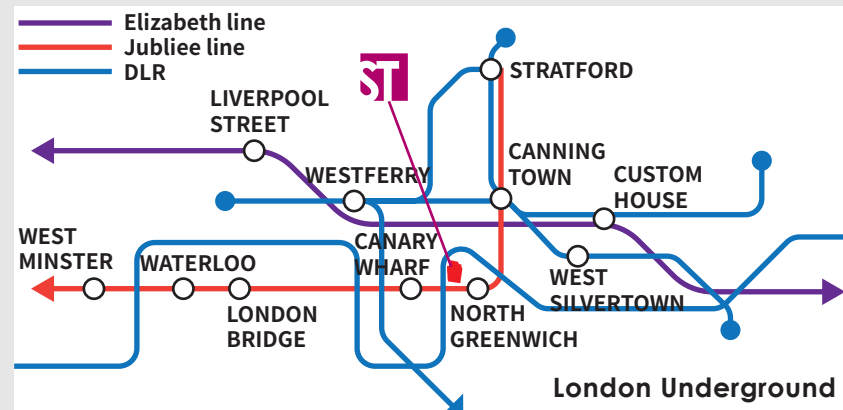 Elizabeth line
Jubliee line
DLR
ST
STRATFORD
LIVERPOOL
STREET
CANNING
TOWN
WESTFERRY
CUSTOM
HOUSE
WEST
MINSTER
WATERLOO
CANARY
WHARF
WEST
SILVERTOWN
LONDON
BRIDGE
NORTH
GREENWICH
London Underground